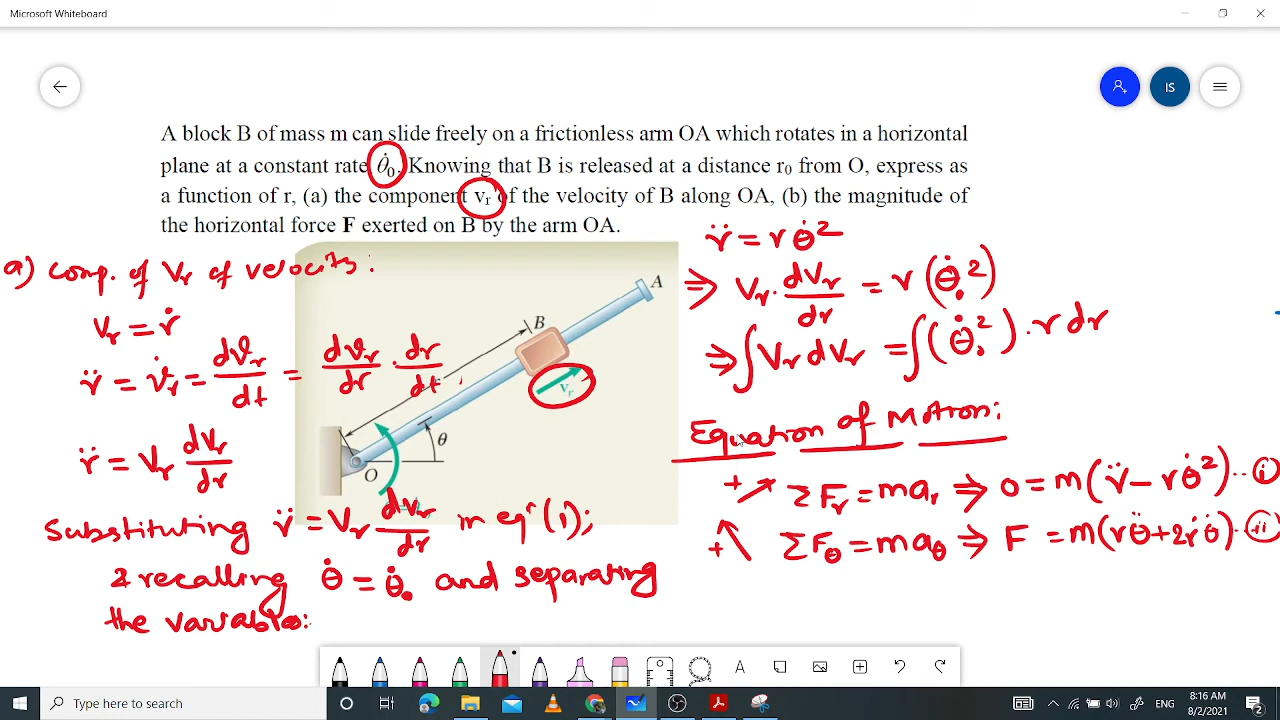 Microsoft Whiteboard
IS
A block B of mass m can slide freely on a frictionless arm OA which rotates in a horizontal
plane at a constant rate θ̇₀. Knowing that B is released at a distance r₀ from O, express as
a function of r, (a) the component vᵣ of the velocity of B along OA, (b) the magnitude of
the horizontal force F exerted on B by the arm OA.
a) Comp. of Vr of velocity:
Vr = ṙ
r̈ = v̇r = dvr/dt = dvr/dr · dr/dt .
r̈ = Vr dvr/dr
Substituting r̈ = Vr dvr/dr in eqⁿ (1);
& recalling θ̇ = θ̇₀ and separating
the variables:
A
B
vᵣ
θ
O
r̈ = r θ̇²
⇒ Vr · dVr/dr = r (θ̇₀²)
⇒ ∫ Vr dVr = ∫ (θ̇₀²) · r dr
Equation of Motion:
+ ↗ ΣFr = mar ⇒ 0 = m(r̈ − rθ̇²) .. (i)
+ ↖ ΣFθ = maθ ⇒ F = m(rθ̈ + 2ṙθ̇) .. (ii)
A
Type here to search
ENG
8:16 AM
8/2/2021
2